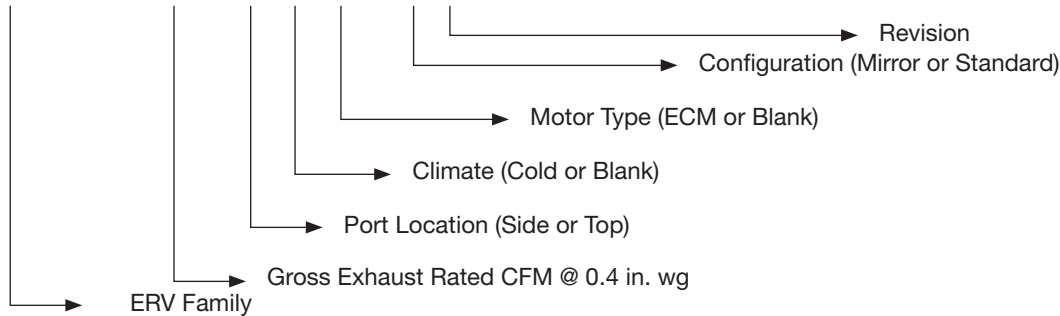 Revision
Configuration (Mirror or Standard)
Motor Type (ECM or Blank)
Climate (Cold or Blank)
Port Location (Side or Top)
Gross Exhaust Rated CFM @ 0.4 in. wg
ERV Family